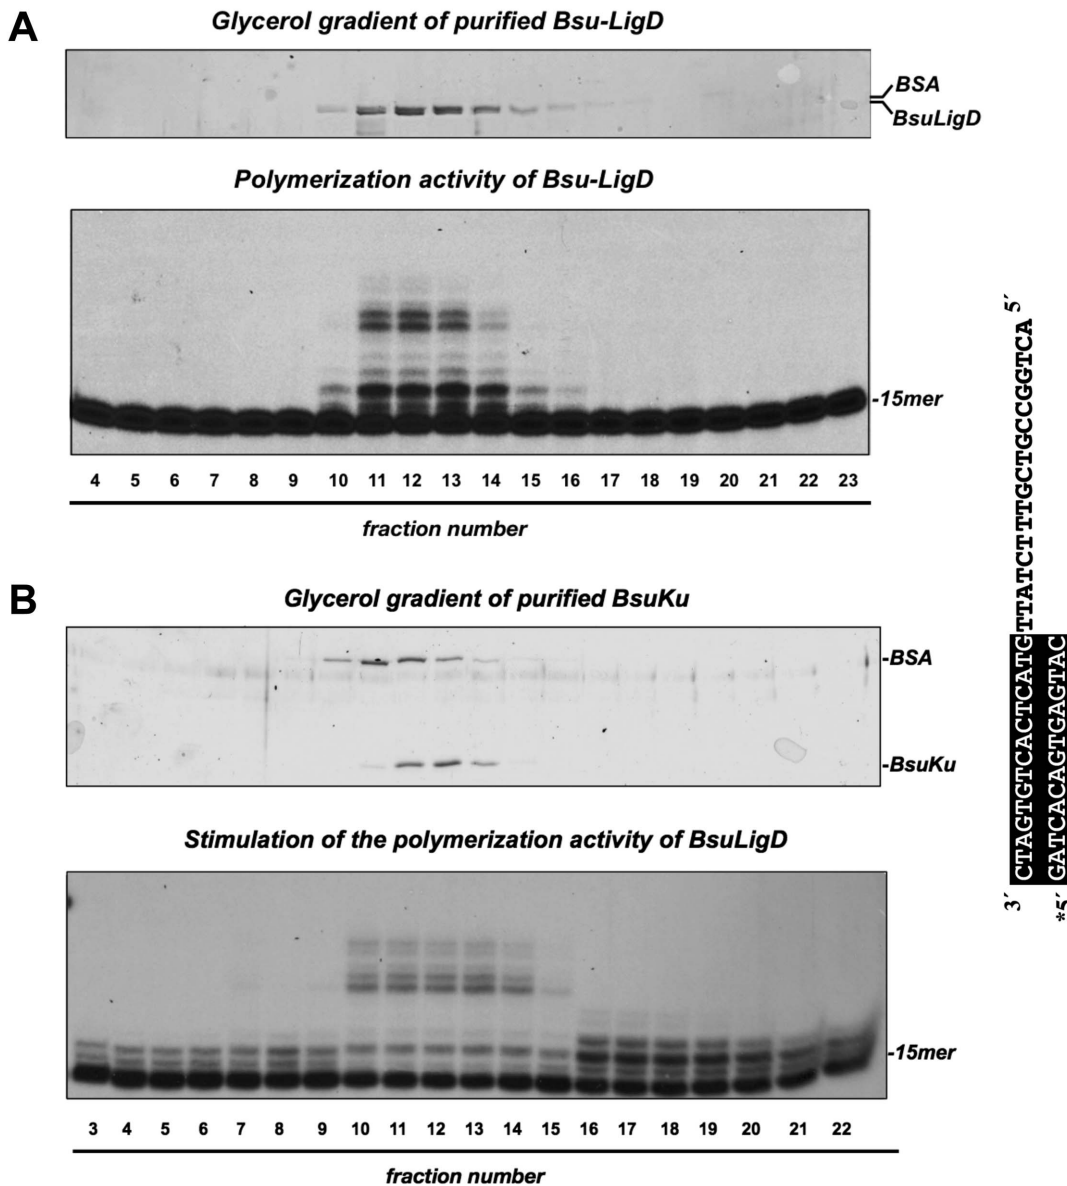 A
Glycerol gradient of purified Bsu-LigD
BSA
BsuLigD
Polymerization activity of Bsu-LigD
-15mer
4 5 6 7 8 9 10 11 12 13 14 15 16 17 18 19 20 21 22 23
fraction number
B
Glycerol gradient of purified BsuKu
-BSA
-BsuKu
Stimulation of the polymerization activity of BsuLigD
-15mer
3 4 5 6 7 8 9 10 11 12 13 14 15 16 17 18 19 20 21 22
fraction number
3´ CTAGTGTCACTCATGTTATCTTTGCTGCCGGTCA 5´
*5´ GATCACAGTGAGTAC